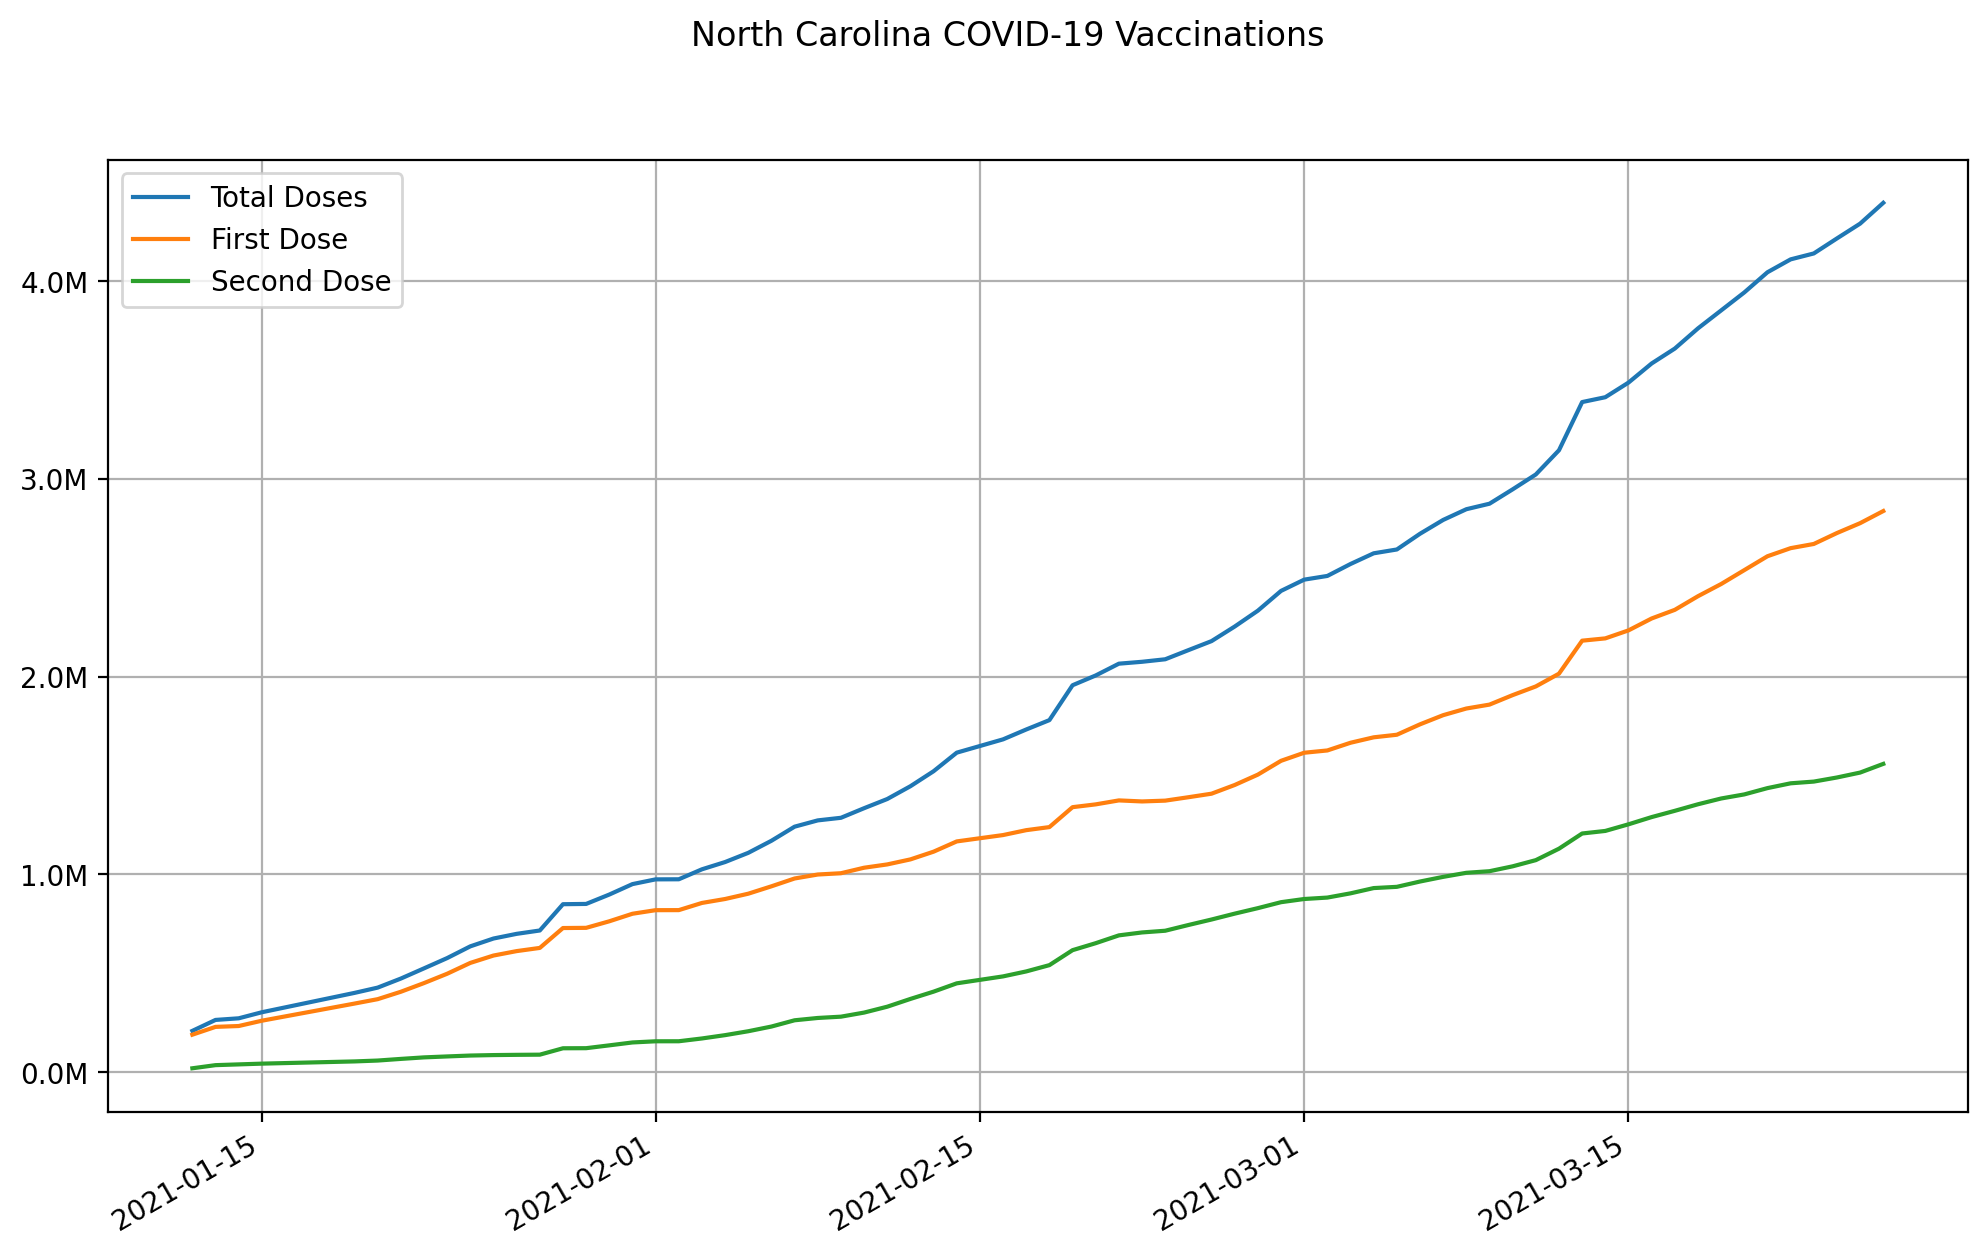 North Carolina COVID-19 Vaccinations
Total Doses
First Dose
Second Dose
4.0M
3.0M
2.0M
1.0M
0.0M
2021-01-15
2021-02-01
2021-02-15
2021-03-01
2021-03-15